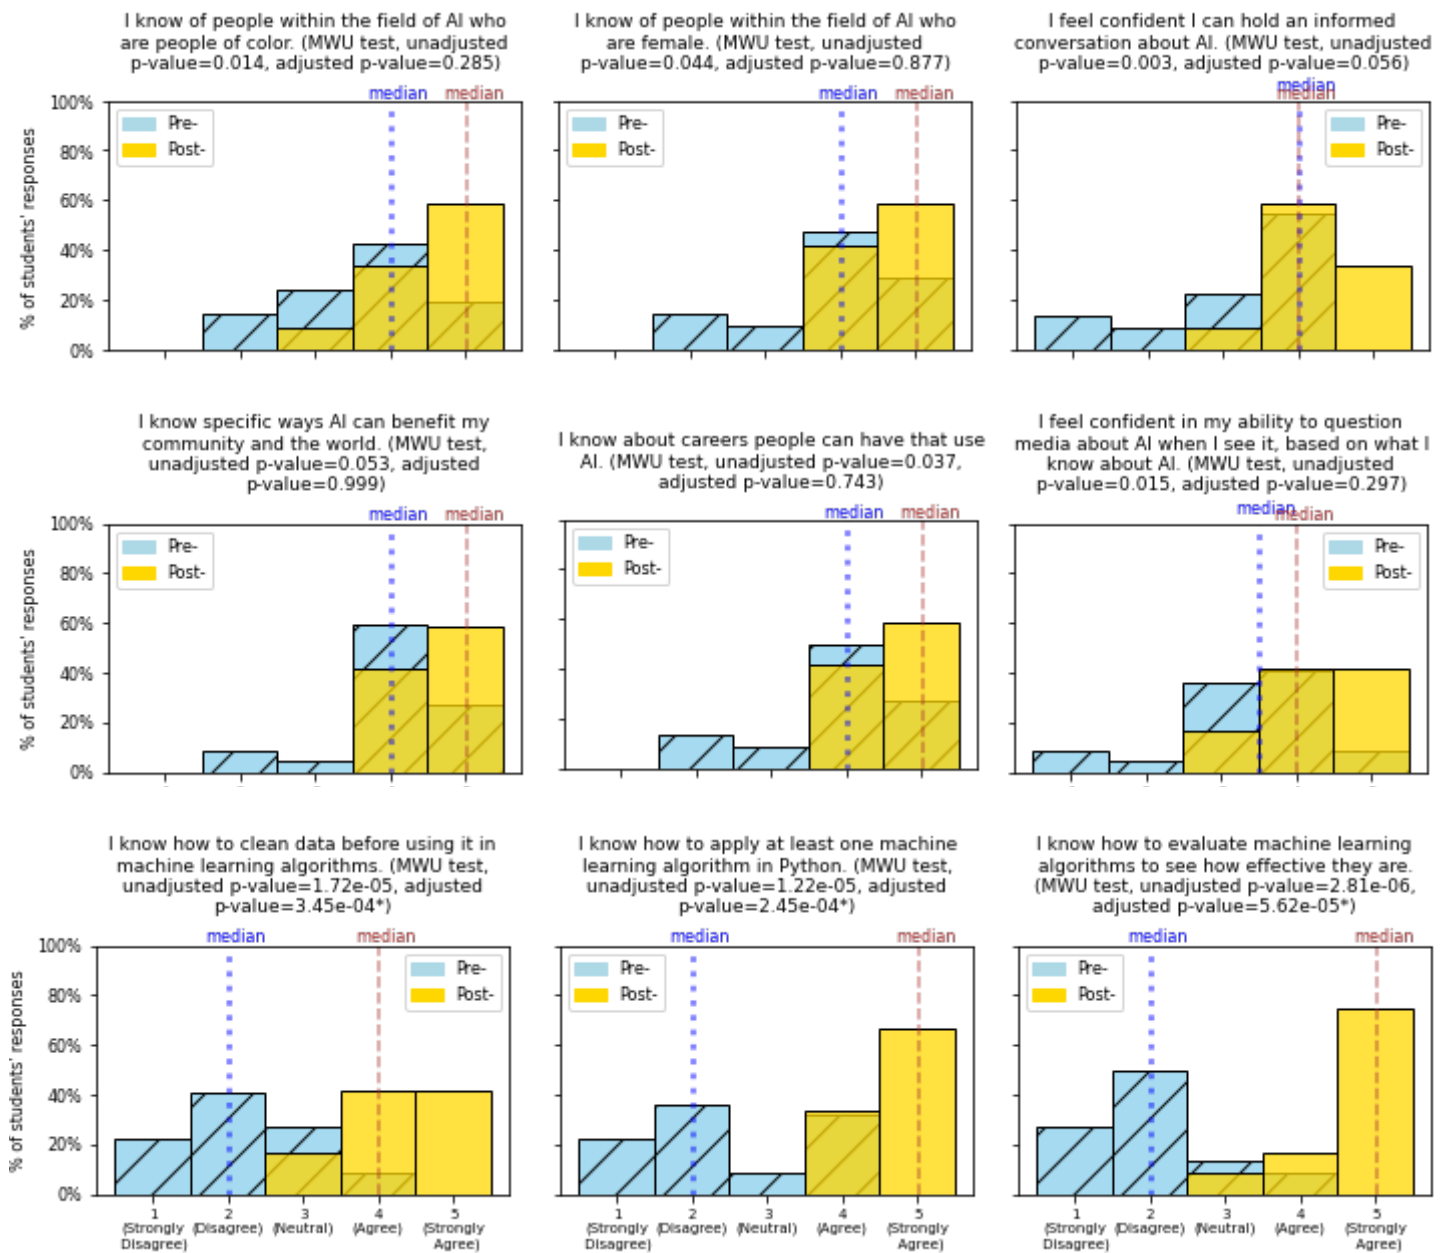 I know of people within the field of AI who
are people of color. (MWU test, unadjusted
p-value=0.014, adjusted p-value=0.285)
median
median
Pre-
Post-
100%
80%
60%
40%
20%
0%
% of students' responses
I know of people within the field of AI who
are female. (MWU test, unadjusted
p-value=0.044, adjusted p-value=0.877)
median
median
Pre-
Post-
I feel confident I can hold an informed
conversation about AI. (MWU test, unadjusted
p-value=0.003, adjusted p-value=0.056)
median
median
Pre-
Post-
I know specific ways AI can benefit my
community and the world. (MWU test,
unadjusted p-value=0.053, adjusted
p-value=0.999)
median
median
Pre-
Post-
100%
80%
60%
40%
20%
0%
% of students' responses
I know about careers people can have that use
AI. (MWU test, unadjusted p-value=0.037,
adjusted p-value=0.743)
median
median
Pre-
Post-
I feel confident in my ability to question
media about AI when I see it, based on what I
know about AI. (MWU test, unadjusted
p-value=0.015, adjusted p-value=0.297)
median
median
Pre-
Post-
I know how to clean data before using it in
machine learning algorithms. (MWU test,
unadjusted p-value=1.72e-05, adjusted
p-value=3.45e-04*)
median
median
Pre-
Post-
100%
80%
60%
40%
20%
0%
% of students' responses
1
(Strongly
Disagree)
2
(Disagree)
3
(Neutral)
4
(Agree)
5
(Strongly
Agree)
I know how to apply at least one machine
learning algorithm in Python. (MWU test,
unadjusted p-value=1.22e-05, adjusted
p-value=2.45e-04*)
median
median
Pre-
Post-
1
(Strongly
Disagree)
2
(Disagree)
3
(Neutral)
4
(Agree)
5
(Strongly
Agree)
I know how to evaluate machine learning
algorithms to see how effective they are.
(MWU test, unadjusted p-value=2.81e-06,
adjusted p-value=5.62e-05*)
median
median
Pre-
Post-
1
(Strongly
Disagree)
2
(Disagree)
3
(Neutral)
4
(Agree)
5
(Strongly
Agree)